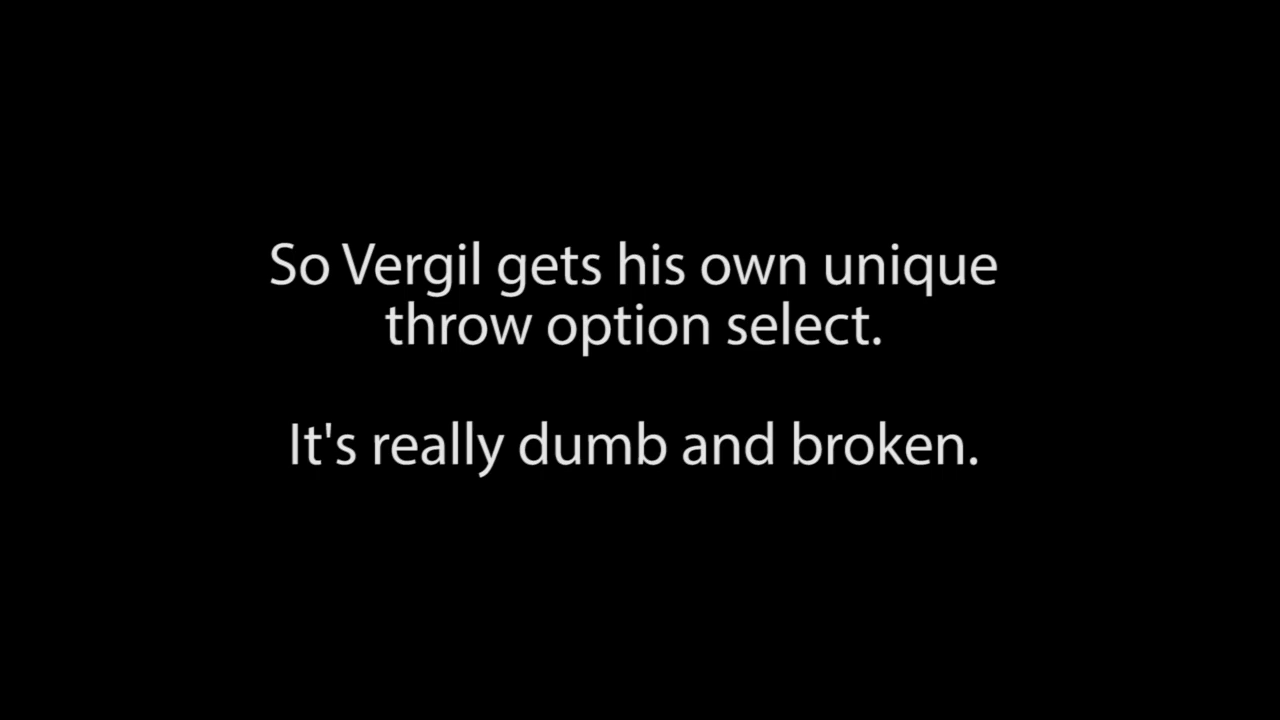 So Vergil gets his own unique
throw option select.
It's really dumb and broken.